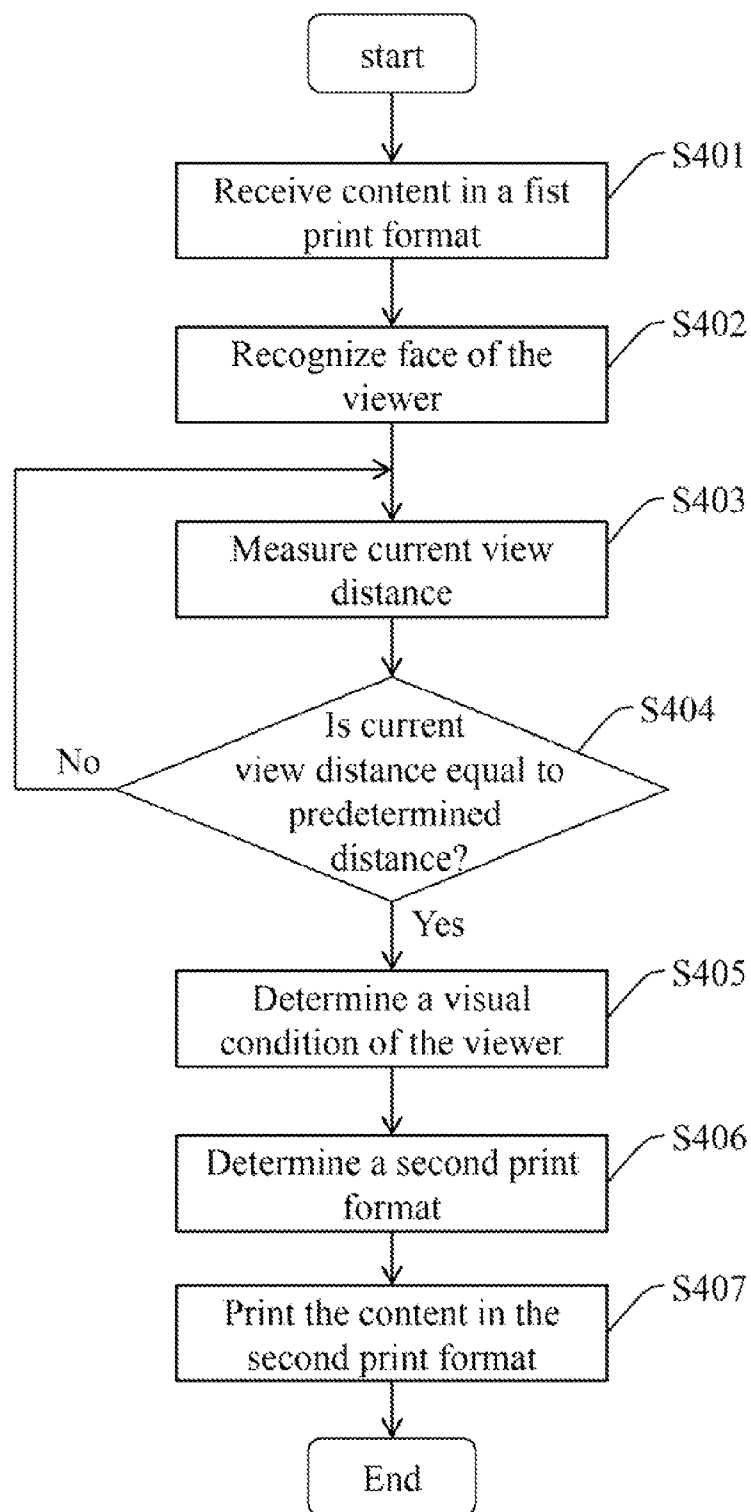 start
S401
Receive content in a fist
print format
S402
Recognize face of the
viewer
S403
Measure current view
distance
S404
Is current
view distance equal to
predetermined
distance?
No
Yes
S405
Determine a visual
condition of the viewer
S406
Determine a second print
format
S407
Print the content in the
second print format
End